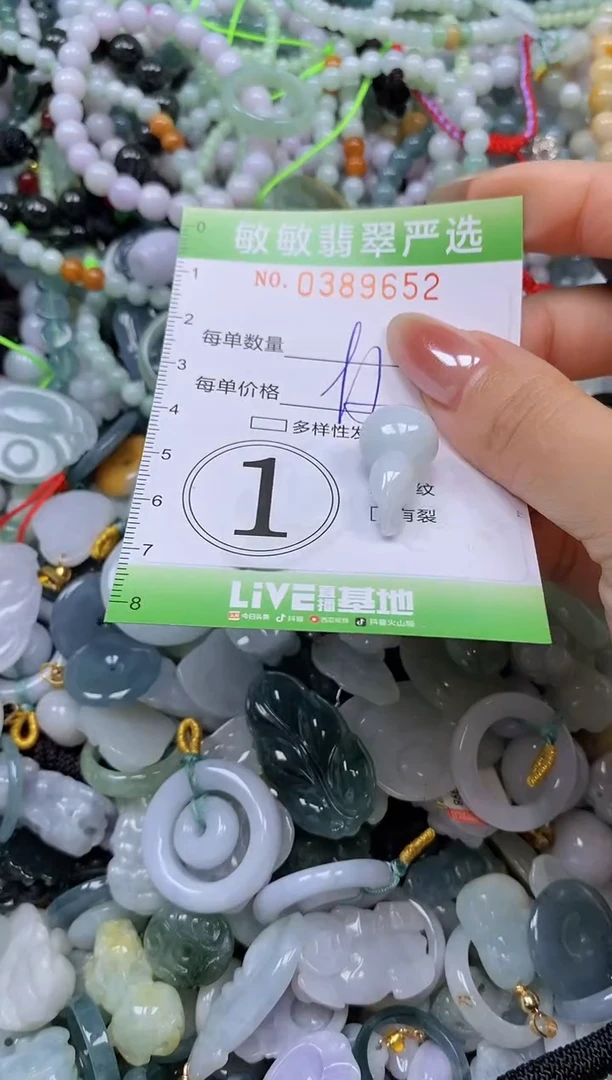 敏敏翡翠严选
NO. 0389652
每单数量
每单价格
多样性发
1
纹
有裂
0
1
2
3
4
5
6
7
8
LiVE直播基地
今日头条 抖音 西瓜视频 抖音火山版